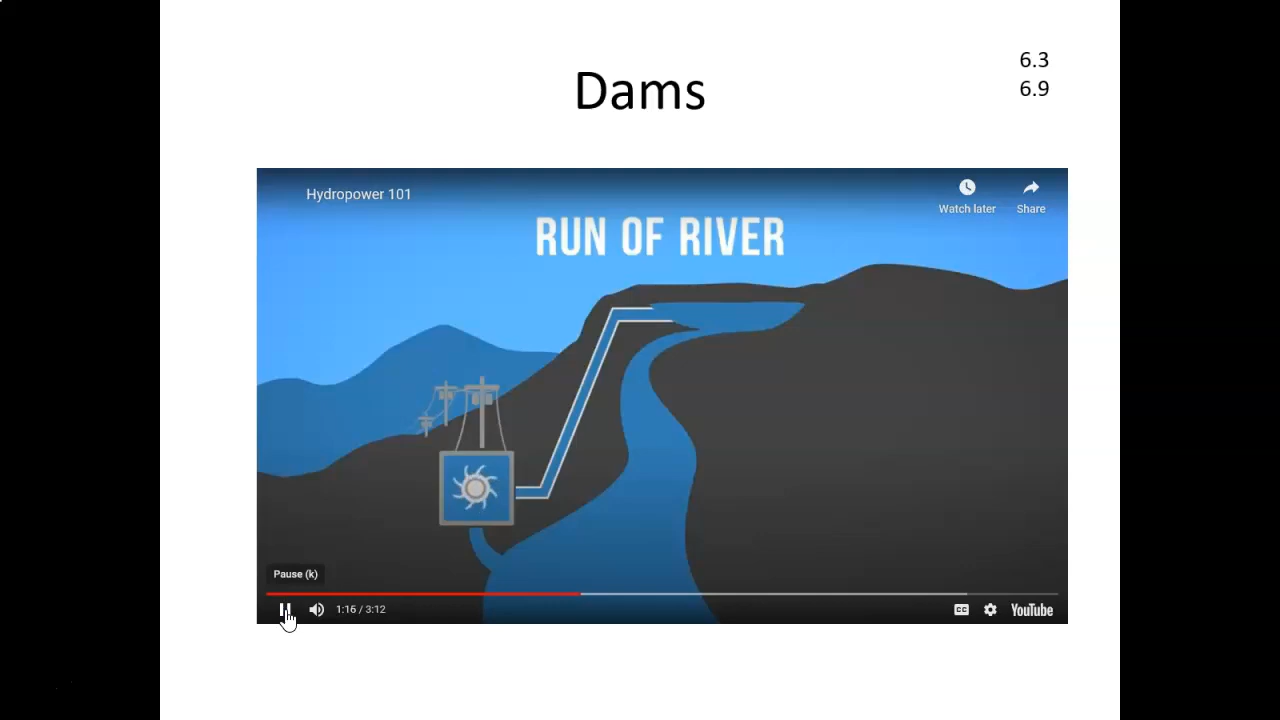 6.3
6.9
Dams
Hydropower 101
Watch later
Share
RUN OF RIVER
Pause (k)
1:16 / 3:12
CC
YouTube